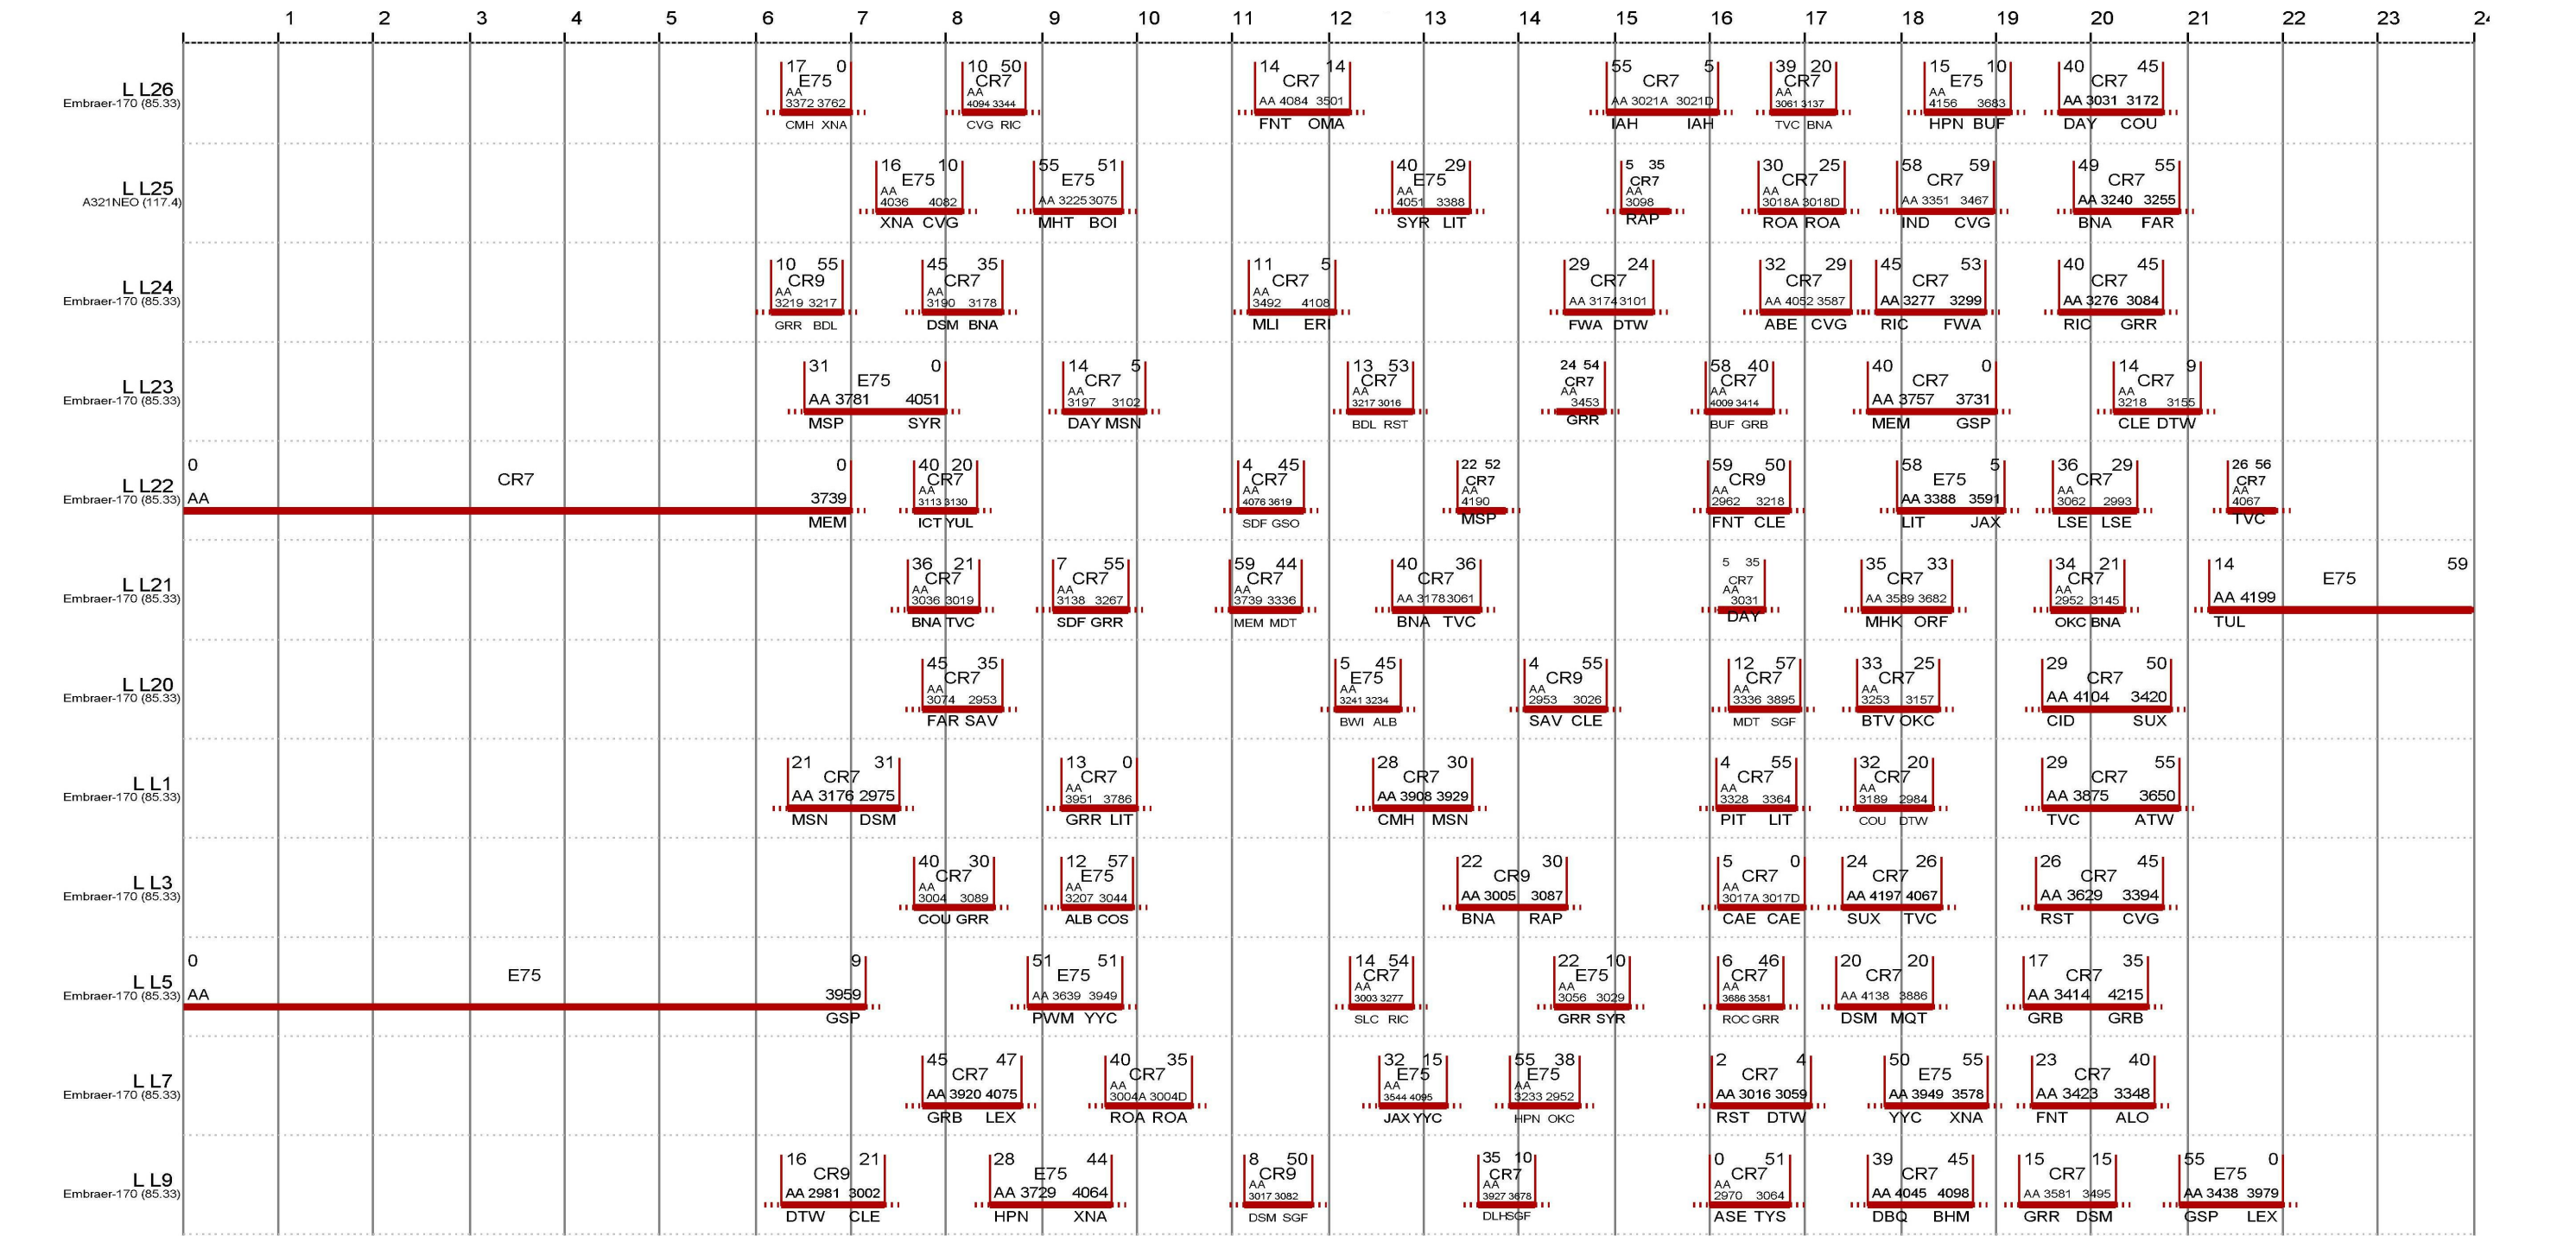 1 2 3 4 5 6 7 8 9 10 11 12 13 14 15 16 17 18 19 20 21 22 23 24
L L26
Embraer-170 (85.33)
17 0 10 50 14 14 55 5 39 20 15 10 40 45
E75 CR7 CR7 CR7 CR7 E75 CR7
AA 3372 3762 AA 4094 3344 AA 4084 3501 AA 3021A 3021D AA 3061 3137 AA 4156 3683 AA 3031 3172
CMH XNA CVG RIC FNT OMA IAH IAH TVC BNA HPN BUF DAY COU
L L25
A321NEO (117.4)
16 10 55 51 40 29 5 35 30 25 58 59 49 55
E75 E75 E75 CR7 CR7 CR7 CR7
AA 4036 4082 AA 3225 3075 AA 4051 3388 AA 3098 AA 3018A 3018D AA 3351 3467 AA 3240 3255
XNA CVG MHT BOI SYR LIT RAP ROA ROA IND CVG BNA FAR
L L24
Embraer-170 (85.33)
10 55 45 35 11 5 29 24 32 29 45 53 40 45
CR9 CR7 CR7 CR7 CR7 CR7 CR7
AA 3219 3217 AA 3190 3178 AA 3492 4108 AA 3174 3101 AA 4052 3587 AA 3277 3299 AA 3276 3084
GRR BDL DSM BNA MLI ERI FWA DTW ABE CVG RIC FWA RIC GRR
L L23
Embraer-170 (85.33)
31 0 14 5 13 53 24 54 58 40 40 0 14 9
E75 CR7 CR7 CR7 CR7 CR7 CR7
AA 3781 4051 AA 3197 3102 AA 3217 3016 AA 3453 AA 4009 3414 AA 3757 3731 AA 3218 3155
MSP SYR DAY MSN BDL RST GRR BUF GRB MEM GSP CLE DTW
L L22
Embraer-170 (85.33)
0 0 40 20 4 45 22 52 59 50 58 5 36 29 26 56
CR7 CR7 CR7 CR7 CR9 E75 CR7 CR7
AA 3739 AA 3113 3130 AA 4076 3619 AA 4190 AA 2962 3218 AA 3388 3591 AA 3062 2993 AA 4067
MEM ICT YUL SDF GSO MSP FNT CLE LIT JAX LSE LSE TVC
L L21
Embraer-170 (85.33)
36 21 7 55 59 44 40 36 5 35 35 33 34 21 14 59
CR7 CR7 CR7 CR7 CR7 CR7 CR7 E75
AA 3036 3019 AA 3138 3267 AA 3739 3336 AA 3178 3061 AA 3031 AA 3589 3682 AA 2952 3145 AA 4199
BNA TVC SDF GRR MEM MDT BNA TVC DAY MHK ORF OKC BNA TUL
L L20
Embraer-170 (85.33)
45 35 5 45 4 55 12 57 33 25 29 50
CR7 E75 CR9 CR7 CR7 CR7
AA 3074 2953 AA 3241 3234 AA 2953 3026 AA 3336 3895 AA 3253 3157 AA 4104 3420
FAR SAV BWI ALB SAV CLE MDT SGF BTV OKC CID SUX
L L1
Embraer-170 (85.33)
21 31 13 0 28 30 4 55 32 20 29 55
CR7 CR7 CR7 CR7 CR7 CR7
AA 3176 2975 AA 3951 3786 AA 3908 3929 AA 3328 3364 AA 3189 2984 AA 3875 3650
MSN DSM GRR LIT CMH MSN PIT LIT COU DTW TVC ATW
L L3
Embraer-170 (85.33)
40 30 12 57 22 30 5 0 24 26 26 45
CR7 E75 CR9 CR7 CR7 CR7
AA 3004 3089 AA 3207 3044 AA 3005 3087 AA 3017A 3017D AA 4197 4067 AA 3629 3394
COU GRR ALB COS BNA RAP CAE CAE SUX TVC RST CVG
L L5
Embraer-170 (85.33)
0 9 51 51 14 54 22 10 6 46 20 20 17 35
E75 E75 CR7 E75 CR7 CR7 CR7
AA 3959 AA 3639 3949 AA 3003 3277 AA 3056 3029 AA 3686 3581 AA 4138 3886 AA 3414 4215
GSP PWM YYC SLC RIC GRR SYR ROC GRR DSM MQT GRB GRB
L L7
Embraer-170 (85.33)
45 47 40 35 32 15 55 38 2 4 50 55 23 40
CR7 CR7 E75 E75 CR7 E75 CR7
AA 3920 4075 AA 3004A 3004D AA 3544 4095 AA 3233 2952 AA 3016 3059 AA 3949 3578 AA 3423 3348
GRB LEX ROA ROA JAX YYC HPN OKC RST DTW YYC XNA FNT ALO
L L9
Embraer-170 (85.33)
16 21 28 44 8 50 35 10 0 51 39 45 15 15 55 0
CR9 E75 CR9 CR7 CR7 CR7 CR7 E75
AA 2981 3002 AA 3729 4064 AA 3017 3082 AA 3927 3678 AA 2970 3064 AA 4045 4098 AA 3581 3495 AA 3438 3979
DTW CLE HPN XNA DSM SGF DLH SGF ASE TYS DBQ BHM GRR DSM GSP LEX